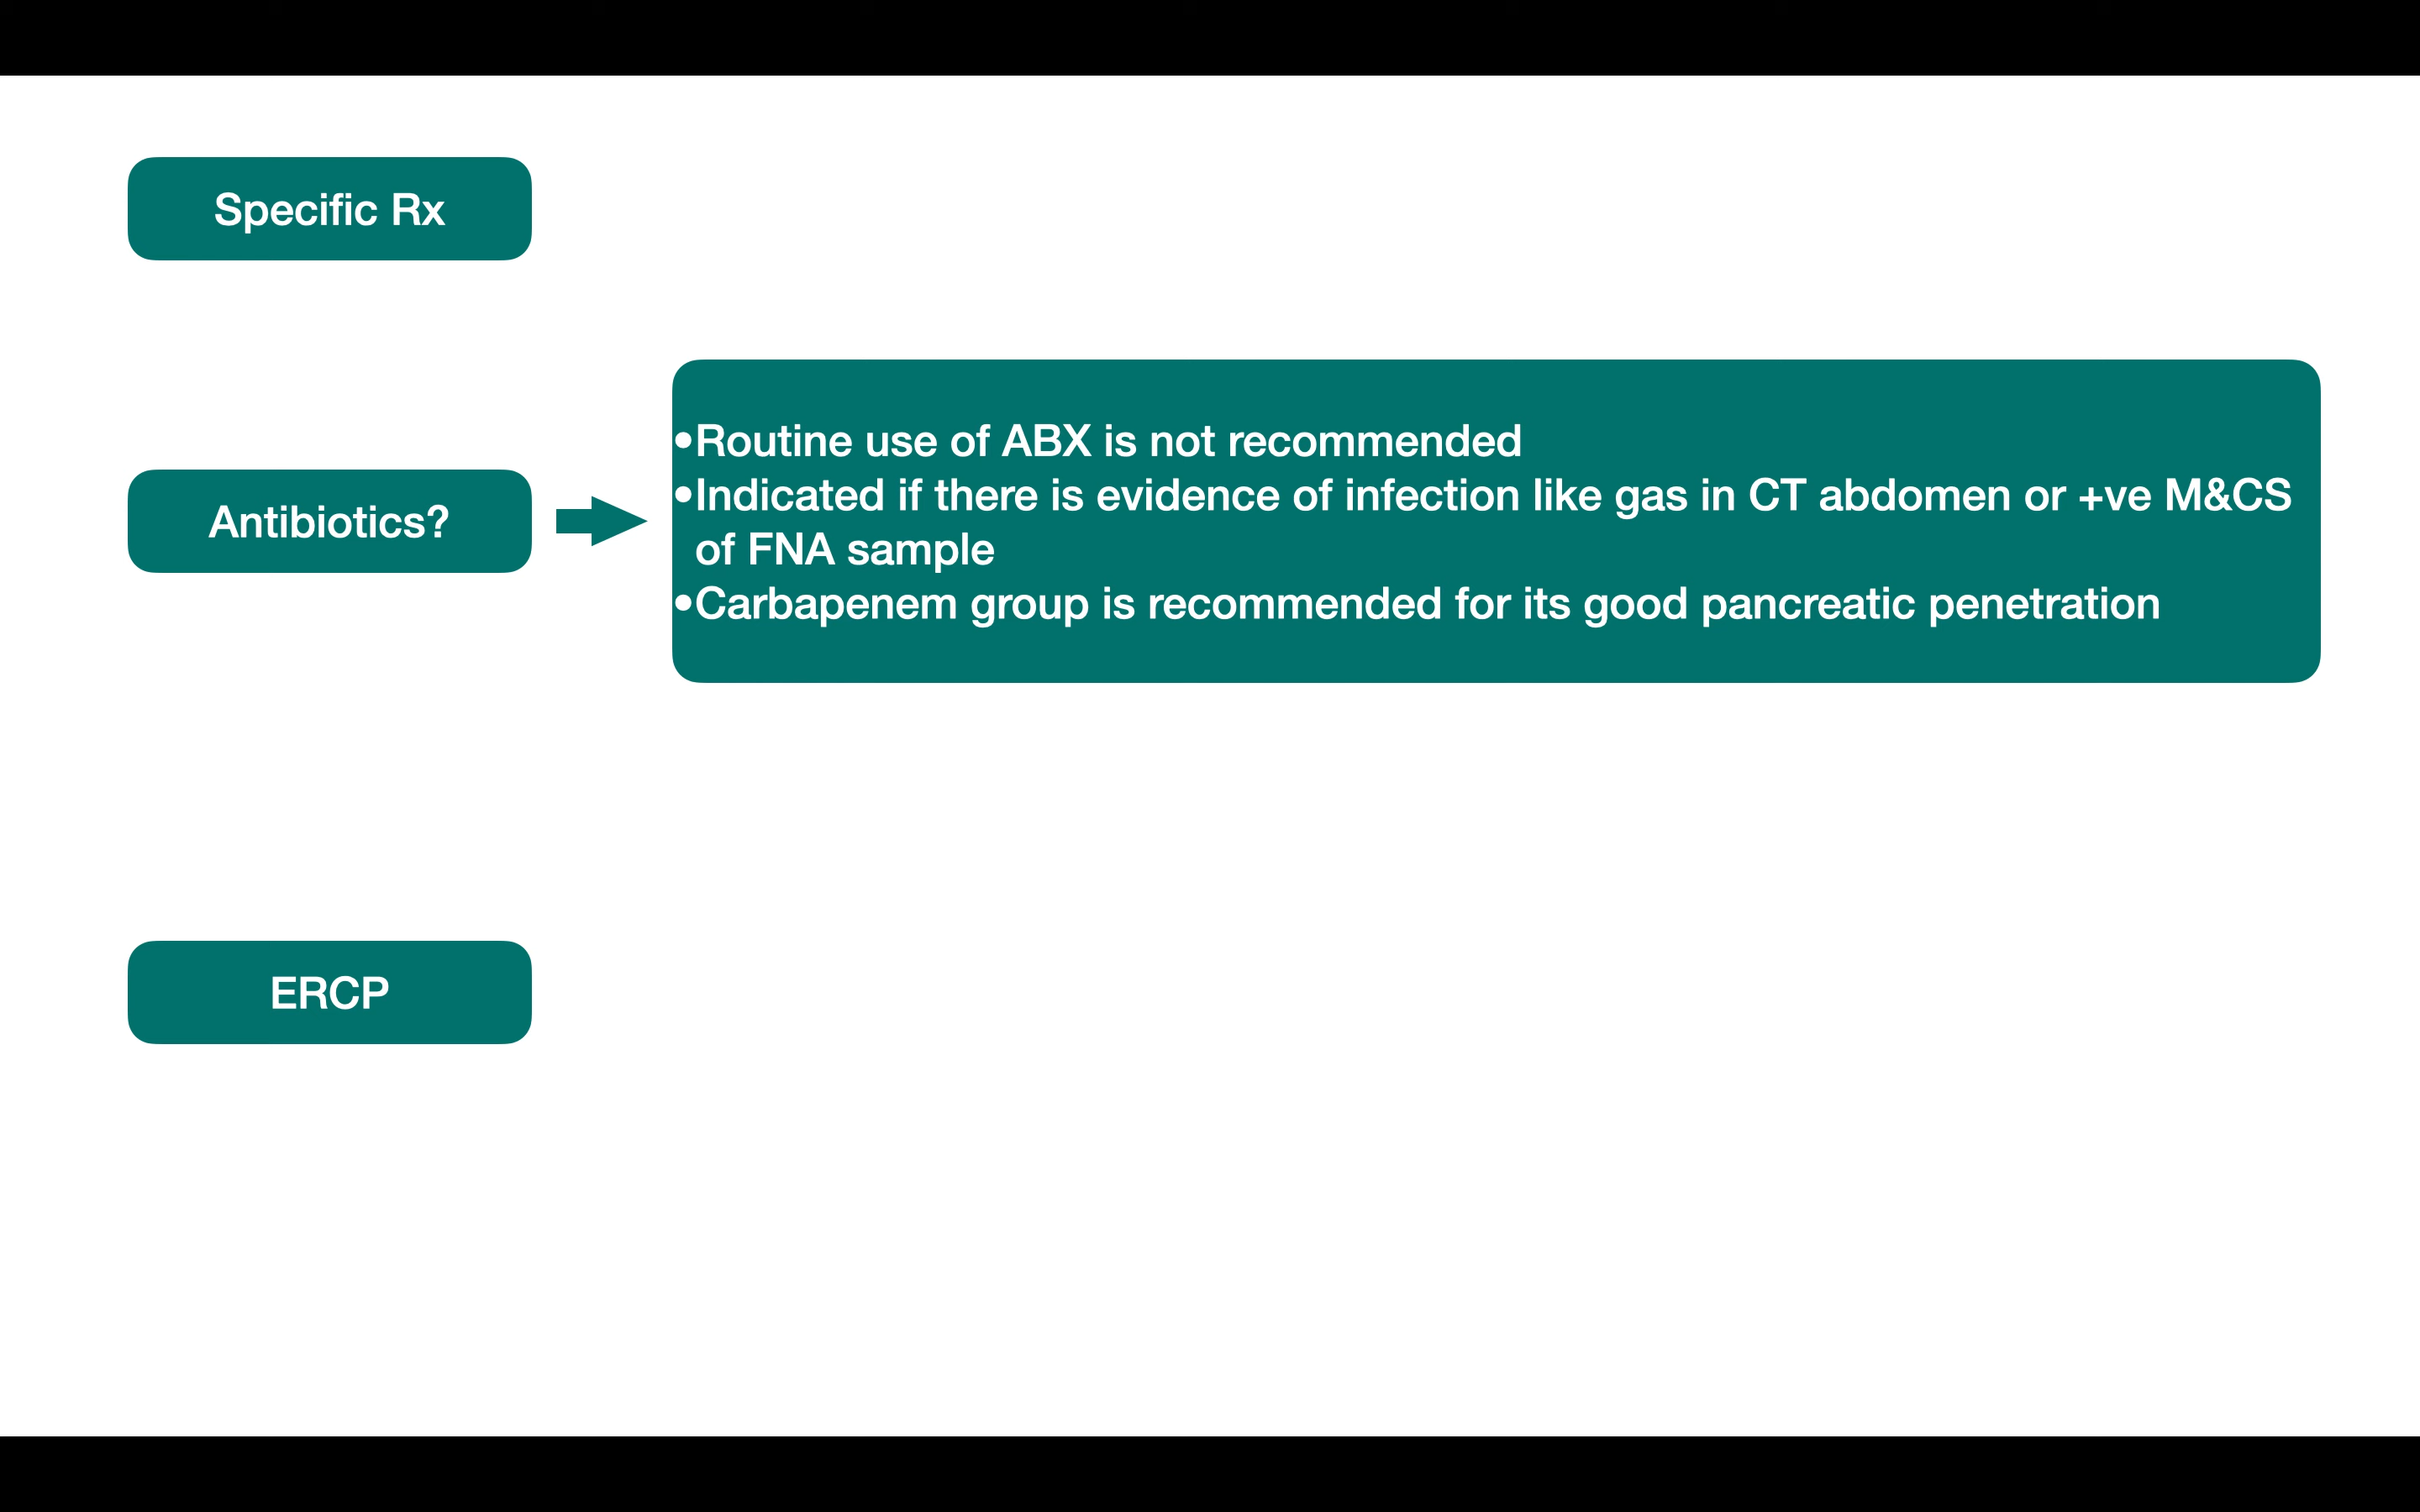 Specific Rx
Antibiotics?
•Routine use of ABX is not recommended
•Indicated if there is evidence of infection like gas in CT abdomen or +ve M&CS
of FNA sample
•Carbapenem group is recommended for its good pancreatic penetration
ERCP